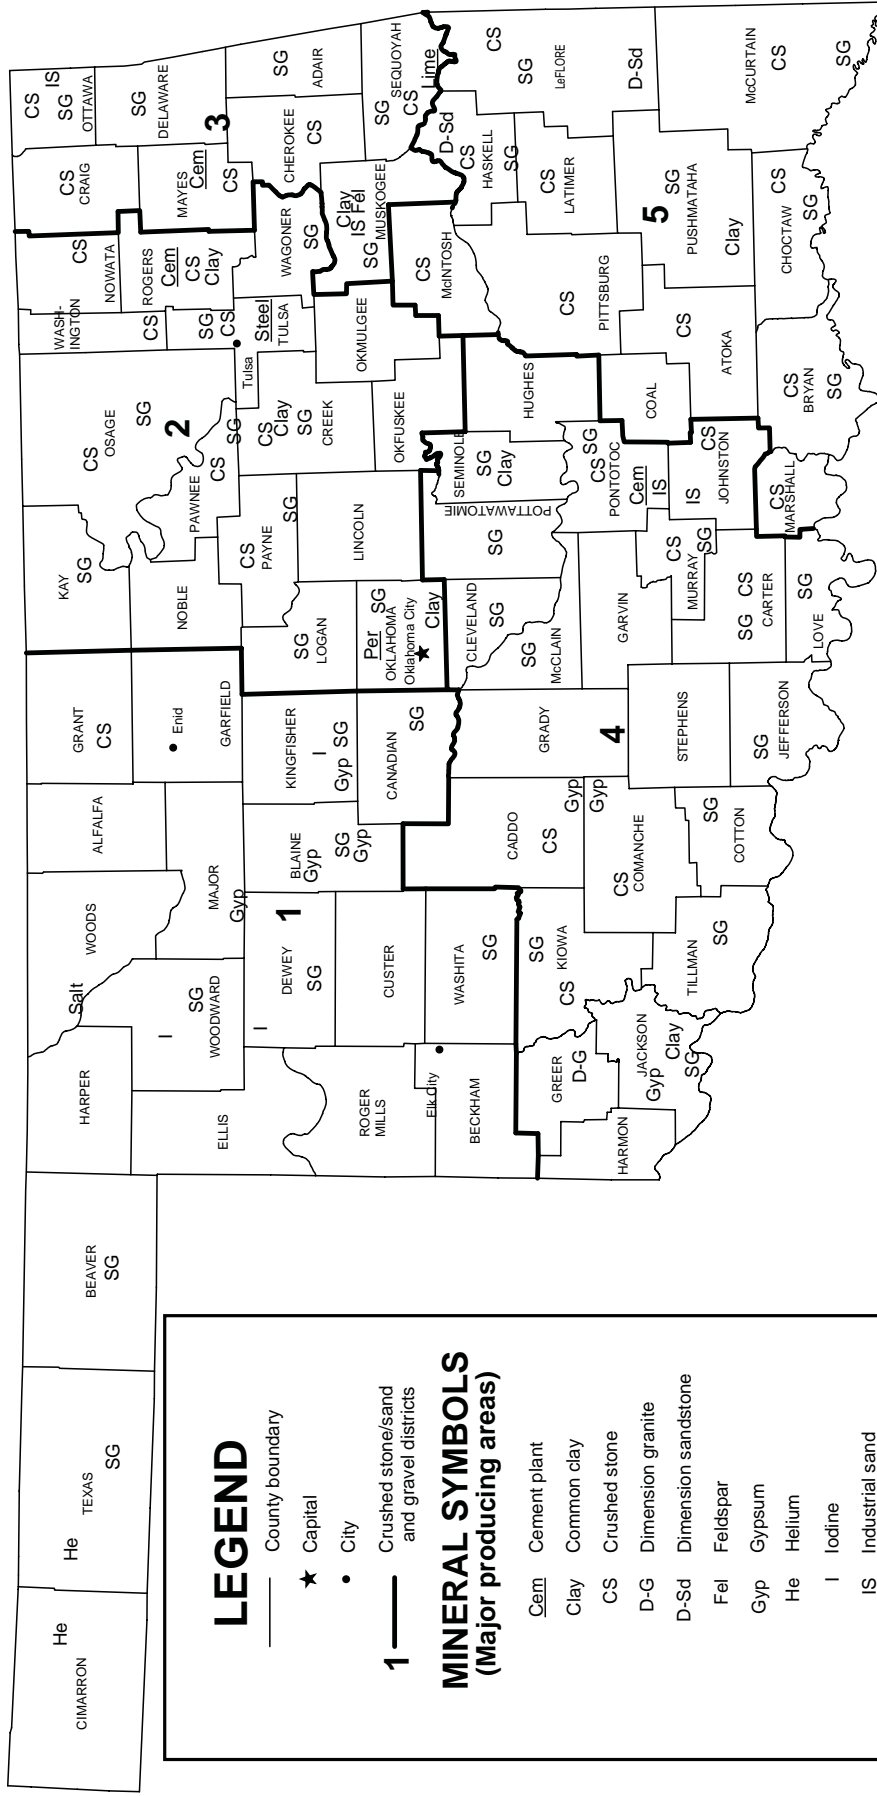 CIMARRON
He
He
TEXAS
SG
BEAVER
SG
HARPER
Salt
WOODS
ALFALFA
GRANT
CS
KAY
SG
CS
OSAGE
SG
WASH-
INGTON
CS
CS
NOWATA
CS
CRAIG
CS
IS
SG
OTTAWA
ELLIS
I
SG
WOODWARD
MAJOR
Gyp
Enid
GARFIELD
NOBLE
2
PAWNEE
CS
SG
SG
CS
ROGERS
Cem
CS
Clay
MAYES
Cem
CS
SG
DELAWARE
3
ROGER
MILLS
I
DEWEY
SG
1
BLAINE
Gyp
SG
Gyp
KINGFISHER
I
Gyp
SG
SG
LOGAN
CS
PAYNE
SG
Tulsa
Steel
TULSA
CS
Clay
SG
CREEK
WAGONER
SG
CHEROKEE
CS
SG
ADAIR
CUSTER
SG
CANADIAN
Per
SG
OKLAHOMA
Oklahoma City
Clay
LINCOLN
OKFUSKEE
OKMULGEE
Clay
IS Fel
SG
MUSKOGEE
SG
SEQUOYAH
CS
Lime
Elk City
BECKHAM
WASHITA
SG
CADDO
CS
Gyp
GRADY
CLEVELAND
SG
SG
McCLAIN
POTTAWATOMIE
SG
SEMINOLE
SG
Clay
HUGHES
CS
McINTOSH
D-Sd
CS
HASKELL
SG
CS
SG
LeFLORE
D-Sd
GREER
D-G
SG
CS
KIOWA
4
GARVIN
SG
CS
PONTOTOC
Cem
IS
CS
PITTSBURG
CS
LATIMER
HARMON
JACKSON
Gyp
Clay
SG
Gyp
CS
COMANCHE
STEPHENS
CS
MURRAY
SG
IS
CS
JOHNSTON
COAL
CS
ATOKA
5
SG
PUSHMATAHA
Clay
McCURTAIN
CS
SG
TILLMAN
SG
SG
COTTON
SG
JEFFERSON
SG
CS
CARTER
SG
LOVE
CS
MARSHALL
CS
BRYAN
SG
CS
CHOCTAW
SG
LEGEND
County boundary
Capital
City
1
Crushed stone/sand
and gravel districts
MINERAL SYMBOLS
(Major producing areas)
Cem Cement plant
Clay Common clay
CS Crushed stone
D-G Dimension granite
D-Sd Dimension sandstone
Fel Feldspar
Gyp Gypsum
He Helium
I Iodine
IS Industrial sand